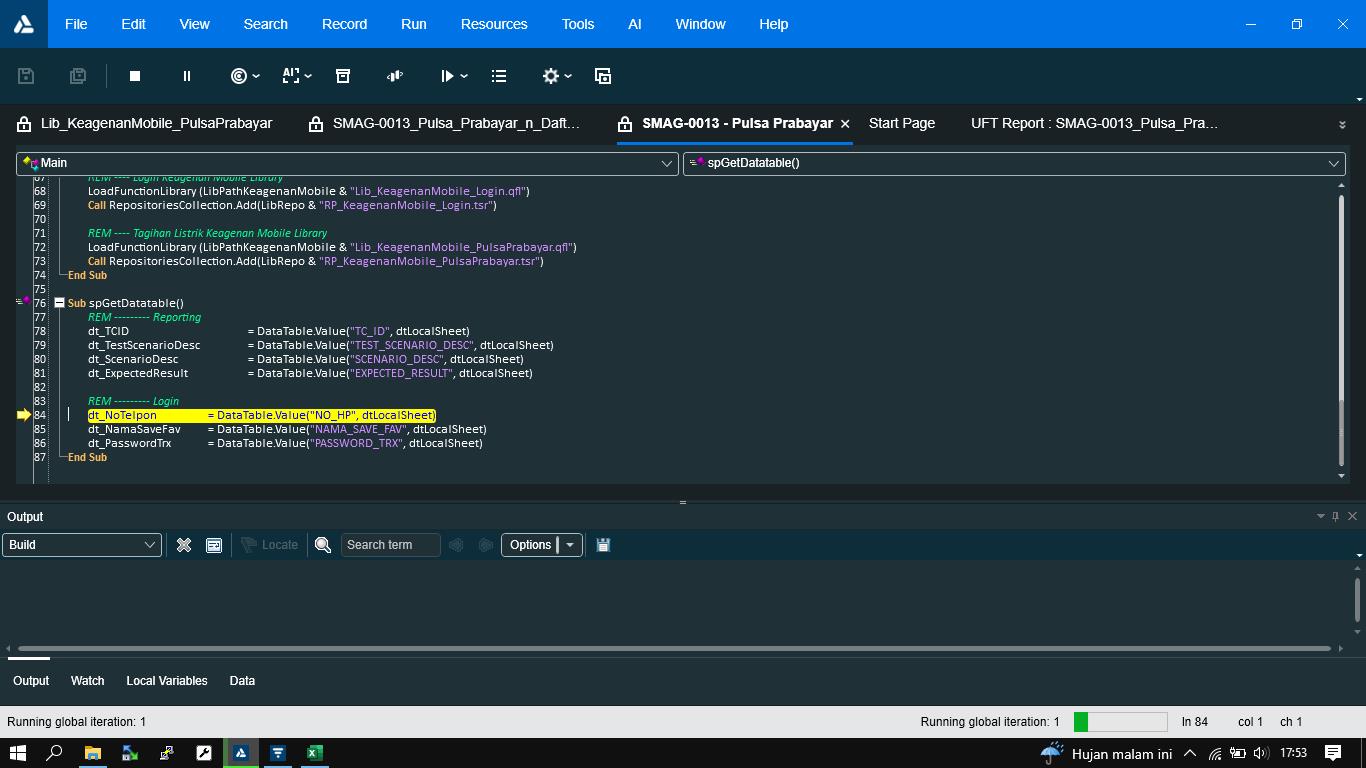 File Edit View Search Record Run Resources Tools AI Window Help
Lib_KeagenanMobile_PulsaPrabayar SMAG-0013_Pulsa_Prabayar_n_Daft... SMAG-0013 - Pulsa Prabayar Start Page UFT Report : SMAG-0013_Pulsa_Pra...
Main spGetDatatable()
67 REM ---- Login Keagenan Mobile Library
68 LoadFunctionLibrary (LibPathKeagenanMobile & "Lib_KeagenanMobile_Login.qfl")
69 Call RepositoriesCollection.Add(LibRepo & "RP_KeagenanMobile_Login.tsr")
70
71 REM ---- Tagihan Listrik Keagenan Mobile Library
72 LoadFunctionLibrary (LibPathKeagenanMobile & "Lib_KeagenanMobile_PulsaPrabayar.qfl")
73 Call RepositoriesCollection.Add(LibRepo & "RP_KeagenanMobile_PulsaPrabayar.tsr")
74 End Sub
75
76 Sub spGetDatatable()
77 REM --------- Reporting
78 dt_TCID = DataTable.Value("TC_ID", dtLocalSheet)
79 dt_TestScenarioDesc = DataTable.Value("TEST_SCENARIO_DESC", dtLocalSheet)
80 dt_ScenarioDesc = DataTable.Value("SCENARIO_DESC", dtLocalSheet)
81 dt_ExpectedResult = DataTable.Value("EXPECTED_RESULT", dtLocalSheet)
82
83 REM --------- Login
84 dt_NoTelpon = DataTable.Value("NO_HP", dtLocalSheet)
85 dt_NamaSaveFav = DataTable.Value("NAMA_SAVE_FAV", dtLocalSheet)
86 dt_PasswordTrx = DataTable.Value("PASSWORD_TRX", dtLocalSheet)
87 End Sub
Output
Build Locate Search term Options
Output Watch Local Variables Data
Running global iteration: 1 Running global iteration: 1 ln 84 col 1 ch 1
Hujan malam ini 17:53